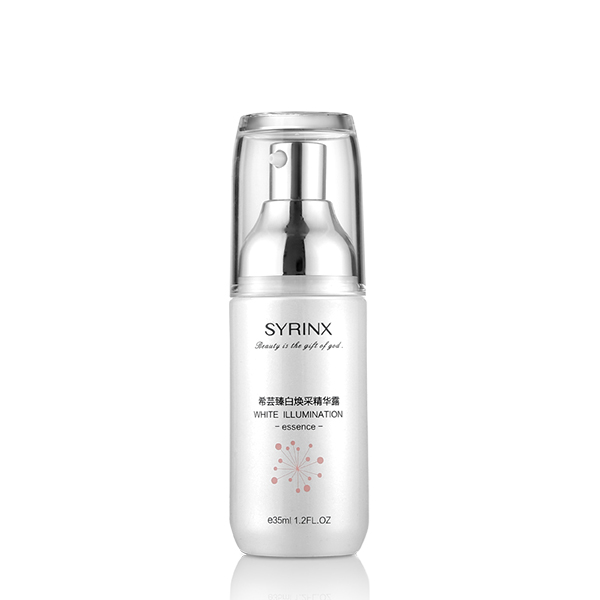 SYRINX
Beauty is the gift of god.
希芸臻白焕采精华露
WHITE ILLUMINATION
- essence -
e35ml 1.2FL.OZ